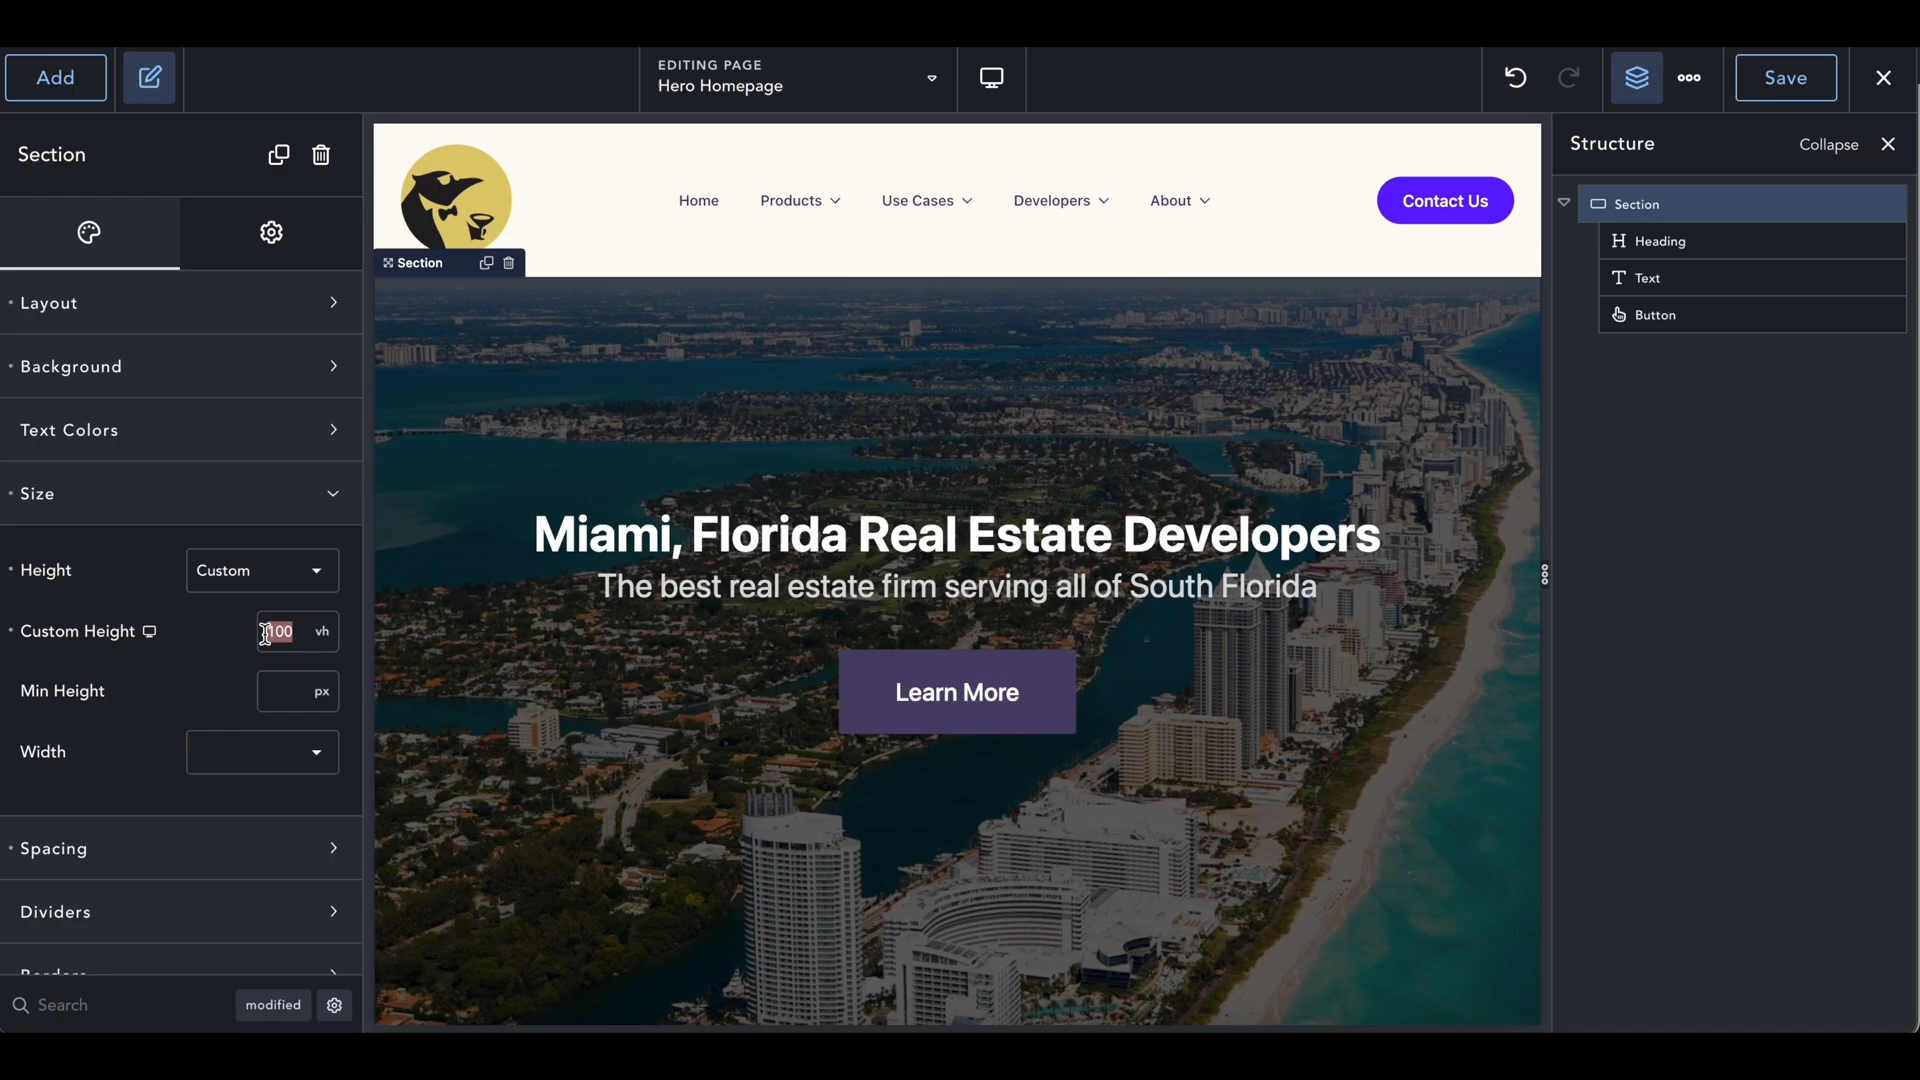 Add
EDITING PAGE
Hero Homepage
Save
Section
Layout
Background
Text Colors
Size
Height
Custom
Custom Height
100 vh
Min Height
px
Width
Spacing
Dividers
Borders
Search
modified
Home
Products
Use Cases
Developers
About
Contact Us
Section
Miami, Florida Real Estate Developers
The best real estate firm serving all of South Florida
Learn More
Structure
Collapse
Section
H Heading
T Text
Button